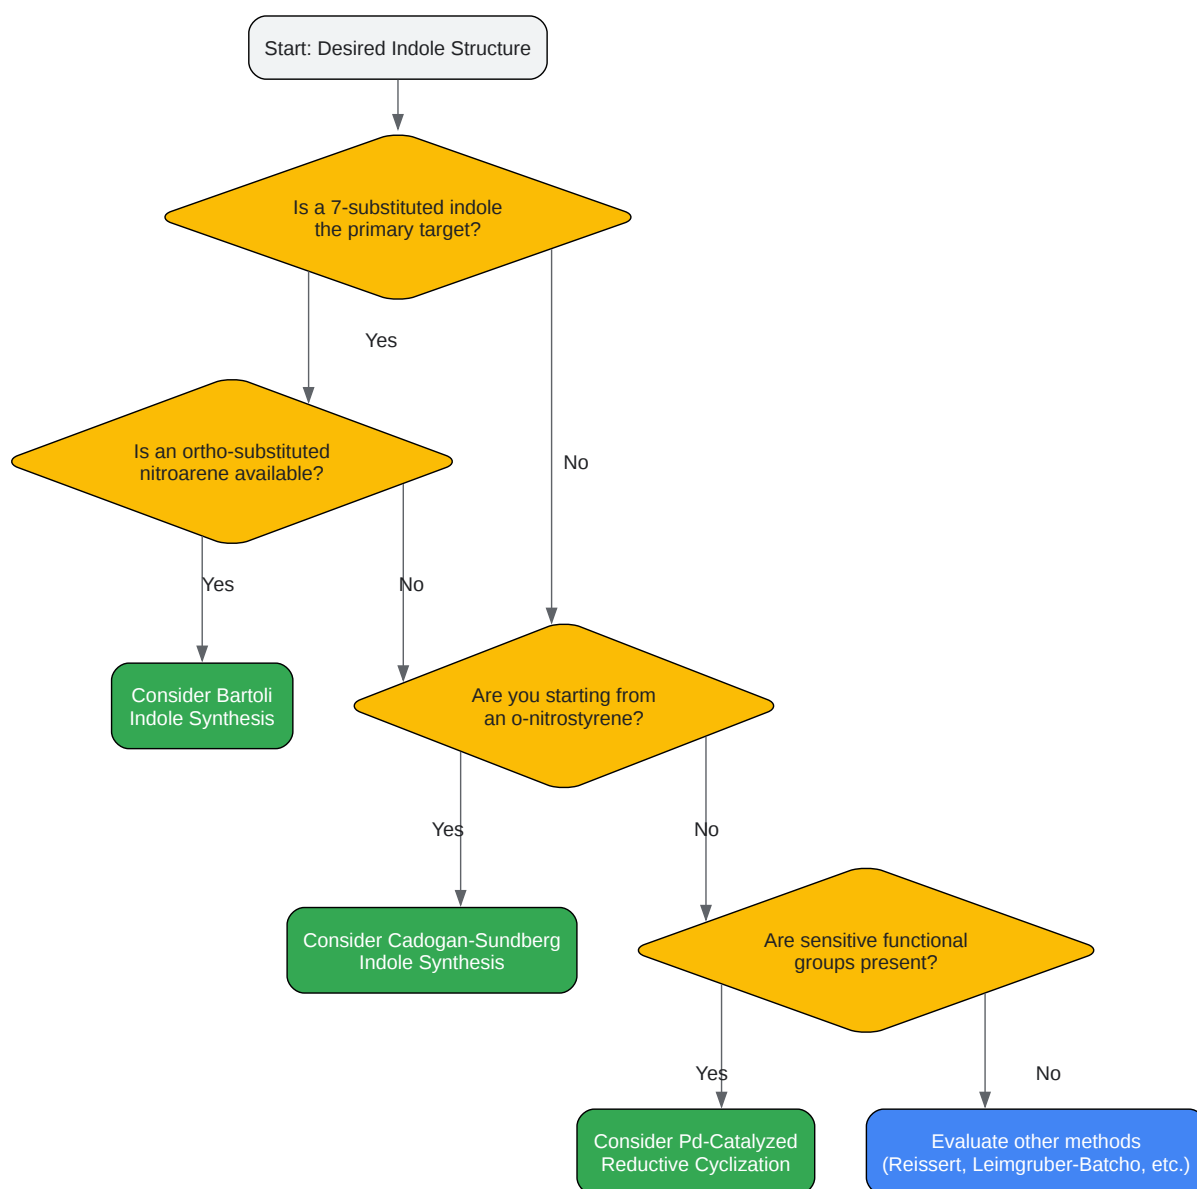 Start: Desired Indole Structure
Is a 7-substituted indole
the primary target?
Yes
No
Is an ortho-substituted
nitroarene available?
Yes
No
Consider Bartoli
Indole Synthesis
Are you starting from
an o-nitrostyrene?
Yes
No
Consider Cadogan-Sundberg
Indole Synthesis
Are sensitive functional
groups present?
Yes
No
Consider Pd-Catalyzed
Reductive Cyclization
Evaluate other methods
(Reissert, Leimgruber-Batcho, etc.)